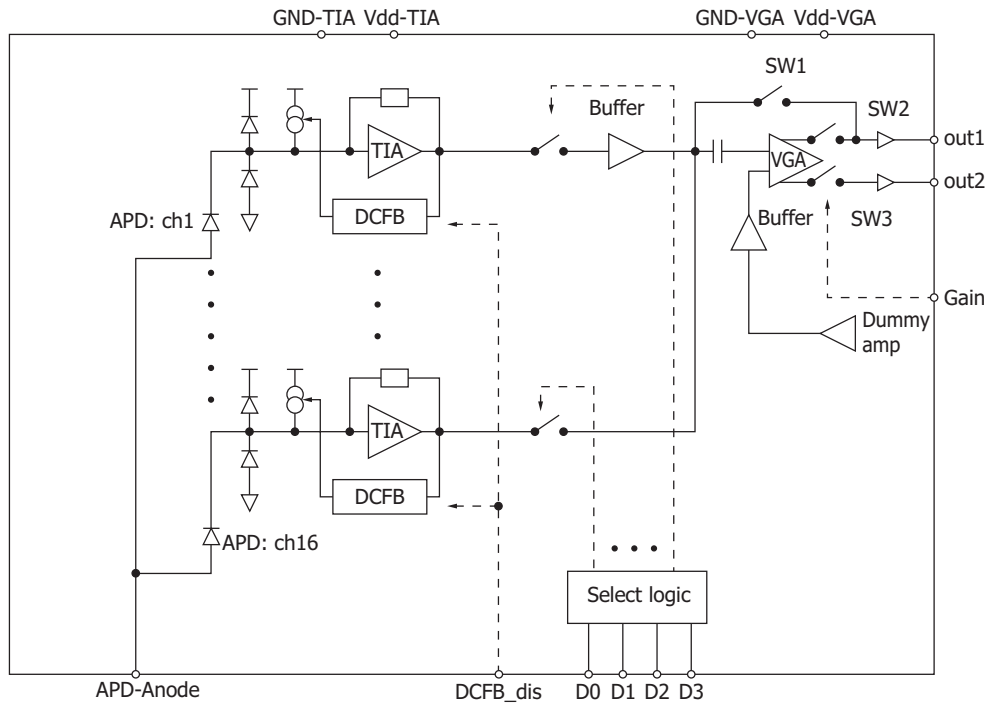 GND-TIA Vdd-TIA
GND-VGA Vdd-VGA
SW1
Buffer
SW2
TIA
VGA
out1
out2
DCFB
APD: ch1
Buffer
SW3
Gain
Dummy
amp
TIA
DCFB
APD: ch16
Select logic
APD-Anode
DCFB_dis
D0 D1 D2 D3